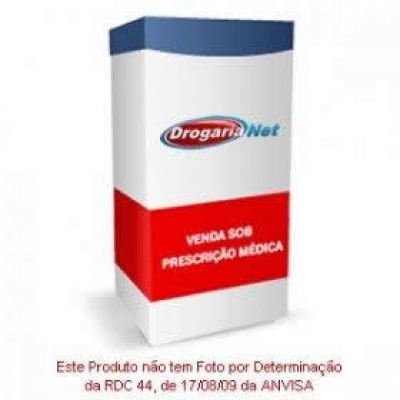 DrogariaNet
VENDA SOB
PRESCRIÇÃO MÉDICA
Este Produto não tem Foto por Determinação
da RDC 44, de 17/08/09 da ANVISA